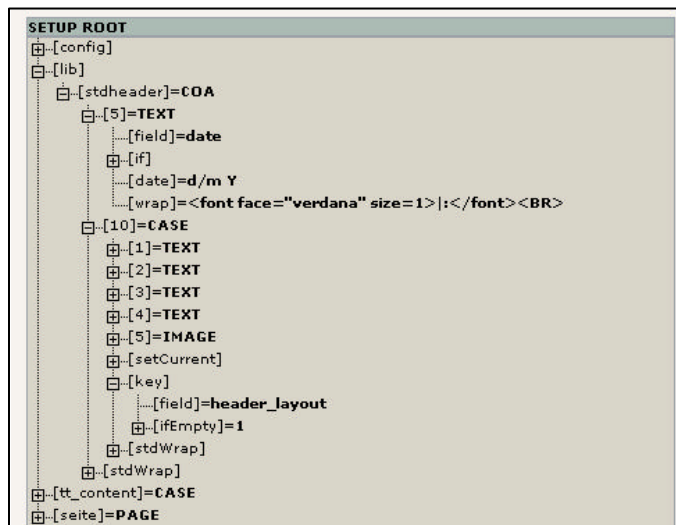 SETUP ROOT
[config]
[lib]
[stdheader]=COA
[5]=TEXT
[field]=date
[if]
[date]=d/m Y
[wrap]=<font face="verdana" size=1>|:</font><BR>
[10]=CASE
[1]=TEXT
[2]=TEXT
[3]=TEXT
[4]=TEXT
[5]=IMAGE
[setCurrent]
[key]
[field]=header_layout
[ifEmpty]=1
[stdWrap]
[stdWrap]
[tt_content]=CASE
[seite]=PAGE